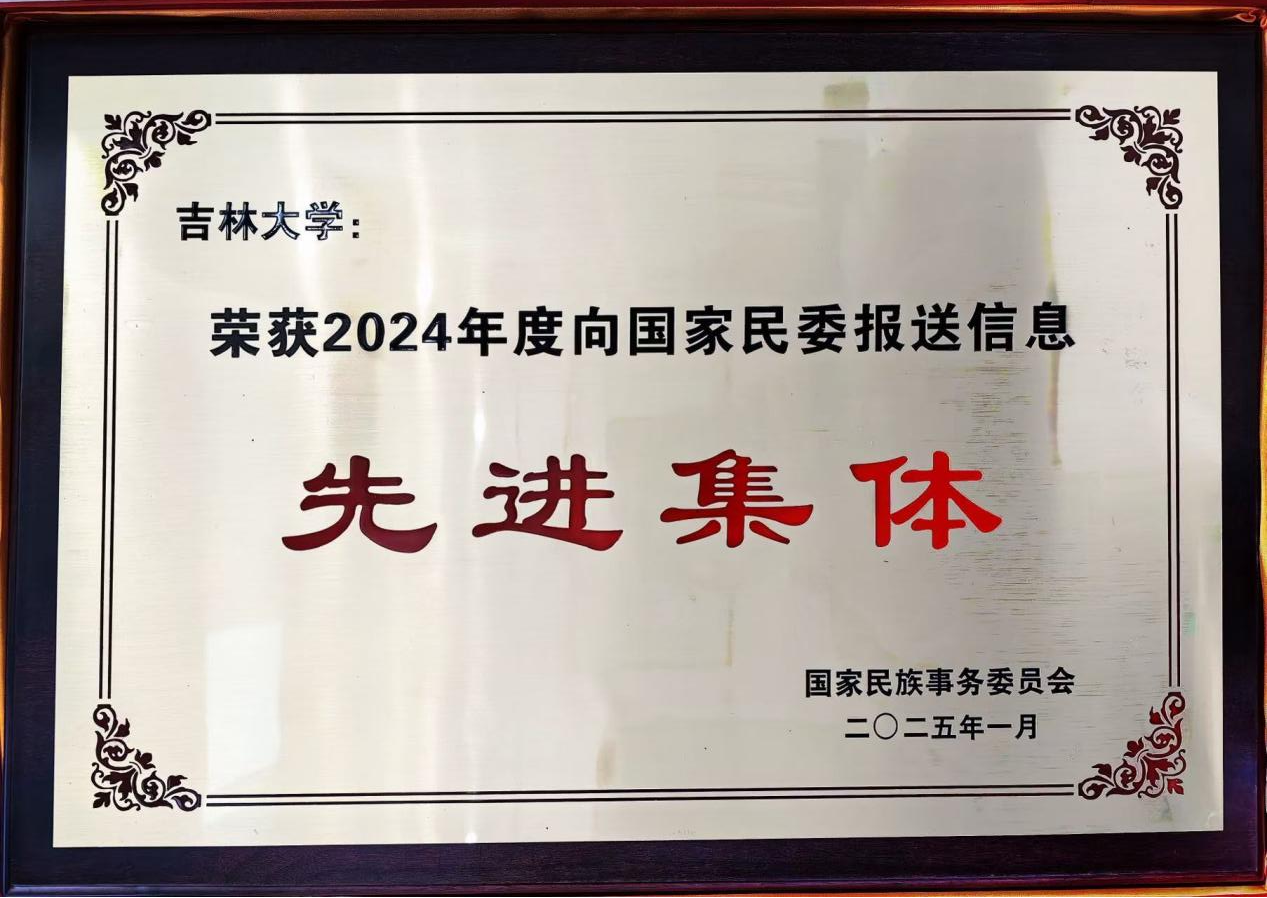 吉林大学：
荣获2024年度向国家民委报送信息
先进集体
国家民族事务委员会
二〇二五年一月